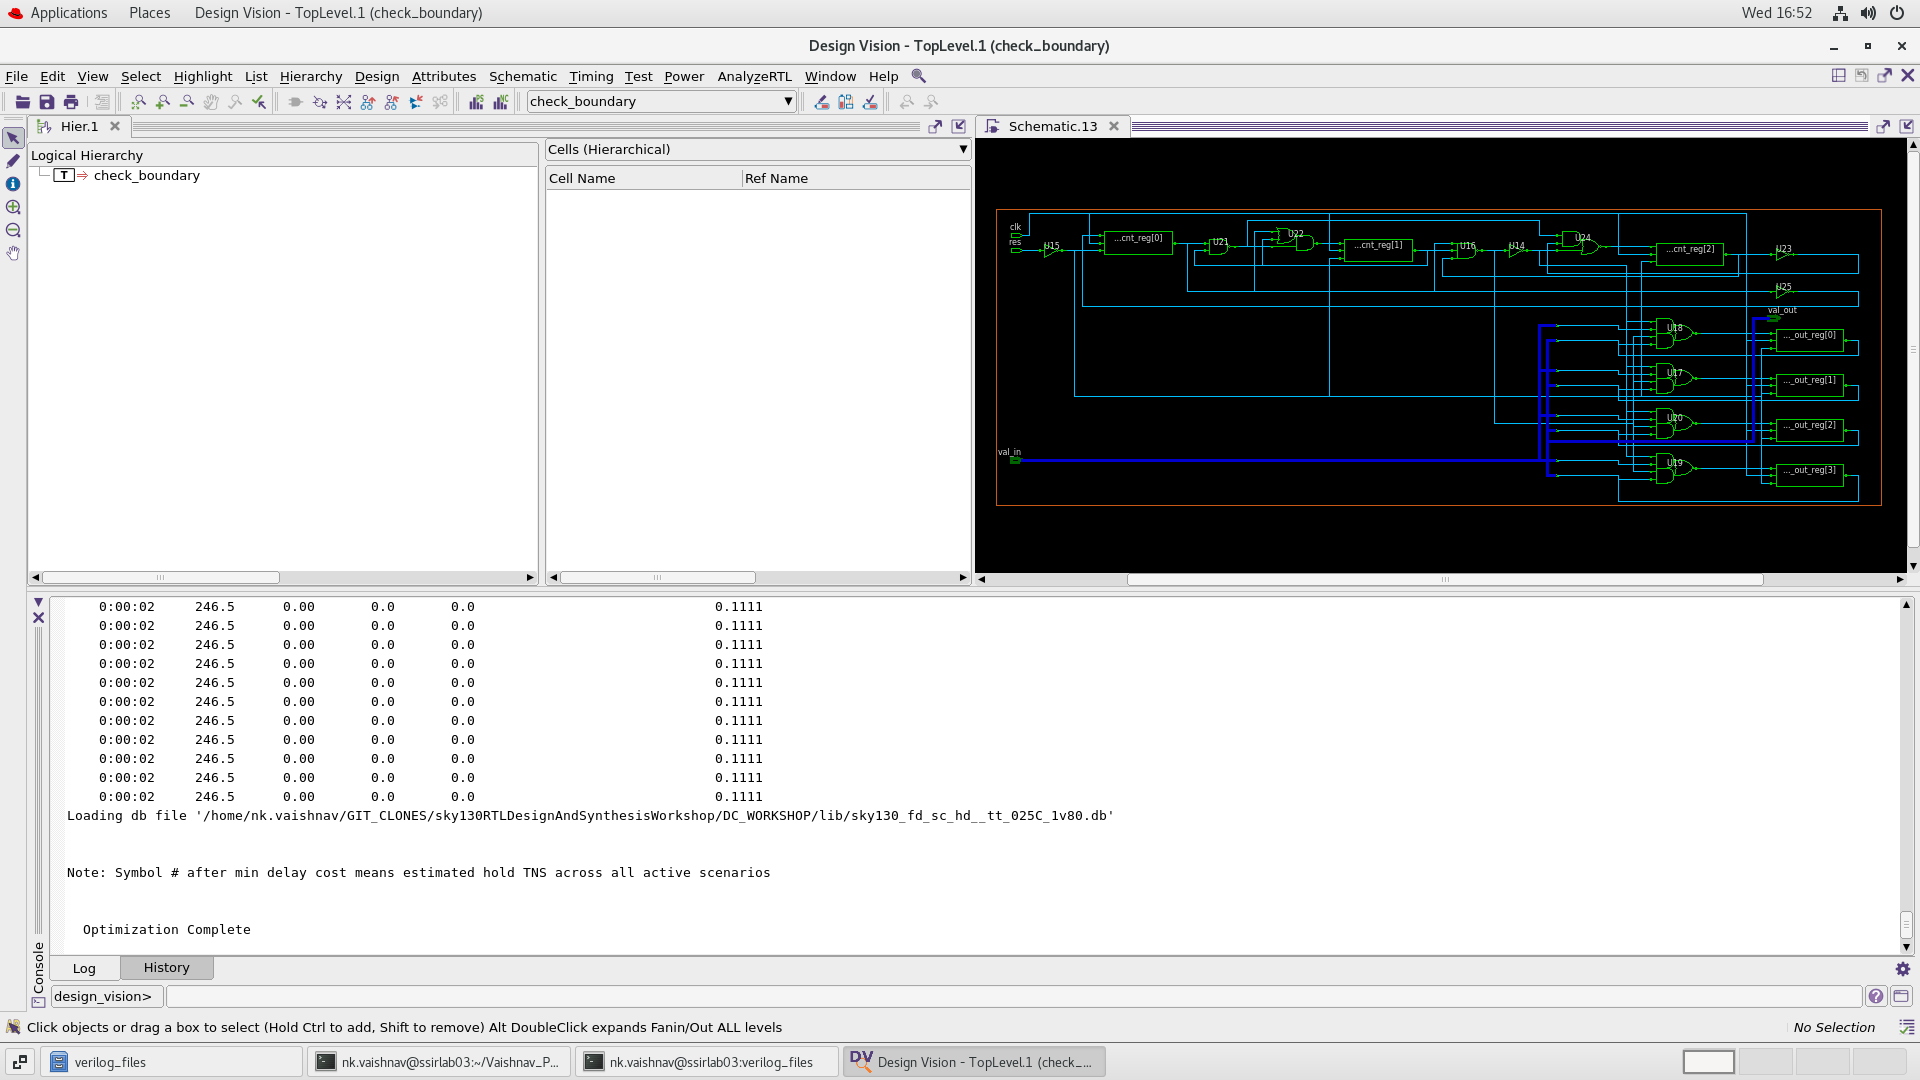 Applications Places Design Vision - TopLevel.1 (check_boundary) Wed 16:52
Design Vision - TopLevel.1 (check_boundary)
File Edit View Select Highlight List Hierarchy Design Attributes Schematic Timing Test Power AnalyzeRTL Window Help
check_boundary
Hier.1
Schematic.13
Logical Hierarchy
T check_boundary
Cells (Hierarchical)
Cell Name Ref Name
clk
res
U15
...cnt_reg[0]
U21
U22
...cnt_reg[1]
U16
U14
U24
...cnt_reg[2]
U23
U25
val_out
U18
..._out_reg[0]
U17
..._out_reg[1]
U20
..._out_reg[2]
val_in
U19
..._out_reg[3]
0:00:02 246.5 0.00 0.0 0.0 0.1111
0:00:02 246.5 0.00 0.0 0.0 0.1111
0:00:02 246.5 0.00 0.0 0.0 0.1111
0:00:02 246.5 0.00 0.0 0.0 0.1111
0:00:02 246.5 0.00 0.0 0.0 0.1111
0:00:02 246.5 0.00 0.0 0.0 0.1111
0:00:02 246.5 0.00 0.0 0.0 0.1111
0:00:02 246.5 0.00 0.0 0.0 0.1111
0:00:02 246.5 0.00 0.0 0.0 0.1111
0:00:02 246.5 0.00 0.0 0.0 0.1111
0:00:02 246.5 0.00 0.0 0.0 0.1111
Loading db file '/home/nk.vaishnav/GIT_CLONES/sky130RTLDesignAndSynthesisWorkshop/DC_WORKSHOP/lib/sky130_fd_sc_hd__tt_025C_1v80.db'
Note: Symbol # after min delay cost means estimated hold TNS across all active scenarios
Optimization Complete
Console
Log History
design_vision>
Click objects or drag a box to select (Hold Ctrl to add, Shift to remove) Alt DoubleClick expands Fanin/Out ALL levels
No Selection
verilog_files
nk.vaishnav@ssirlab03:~/Vaishnav_P...
nk.vaishnav@ssirlab03:verilog_files
DV Design Vision - TopLevel.1 (check_...